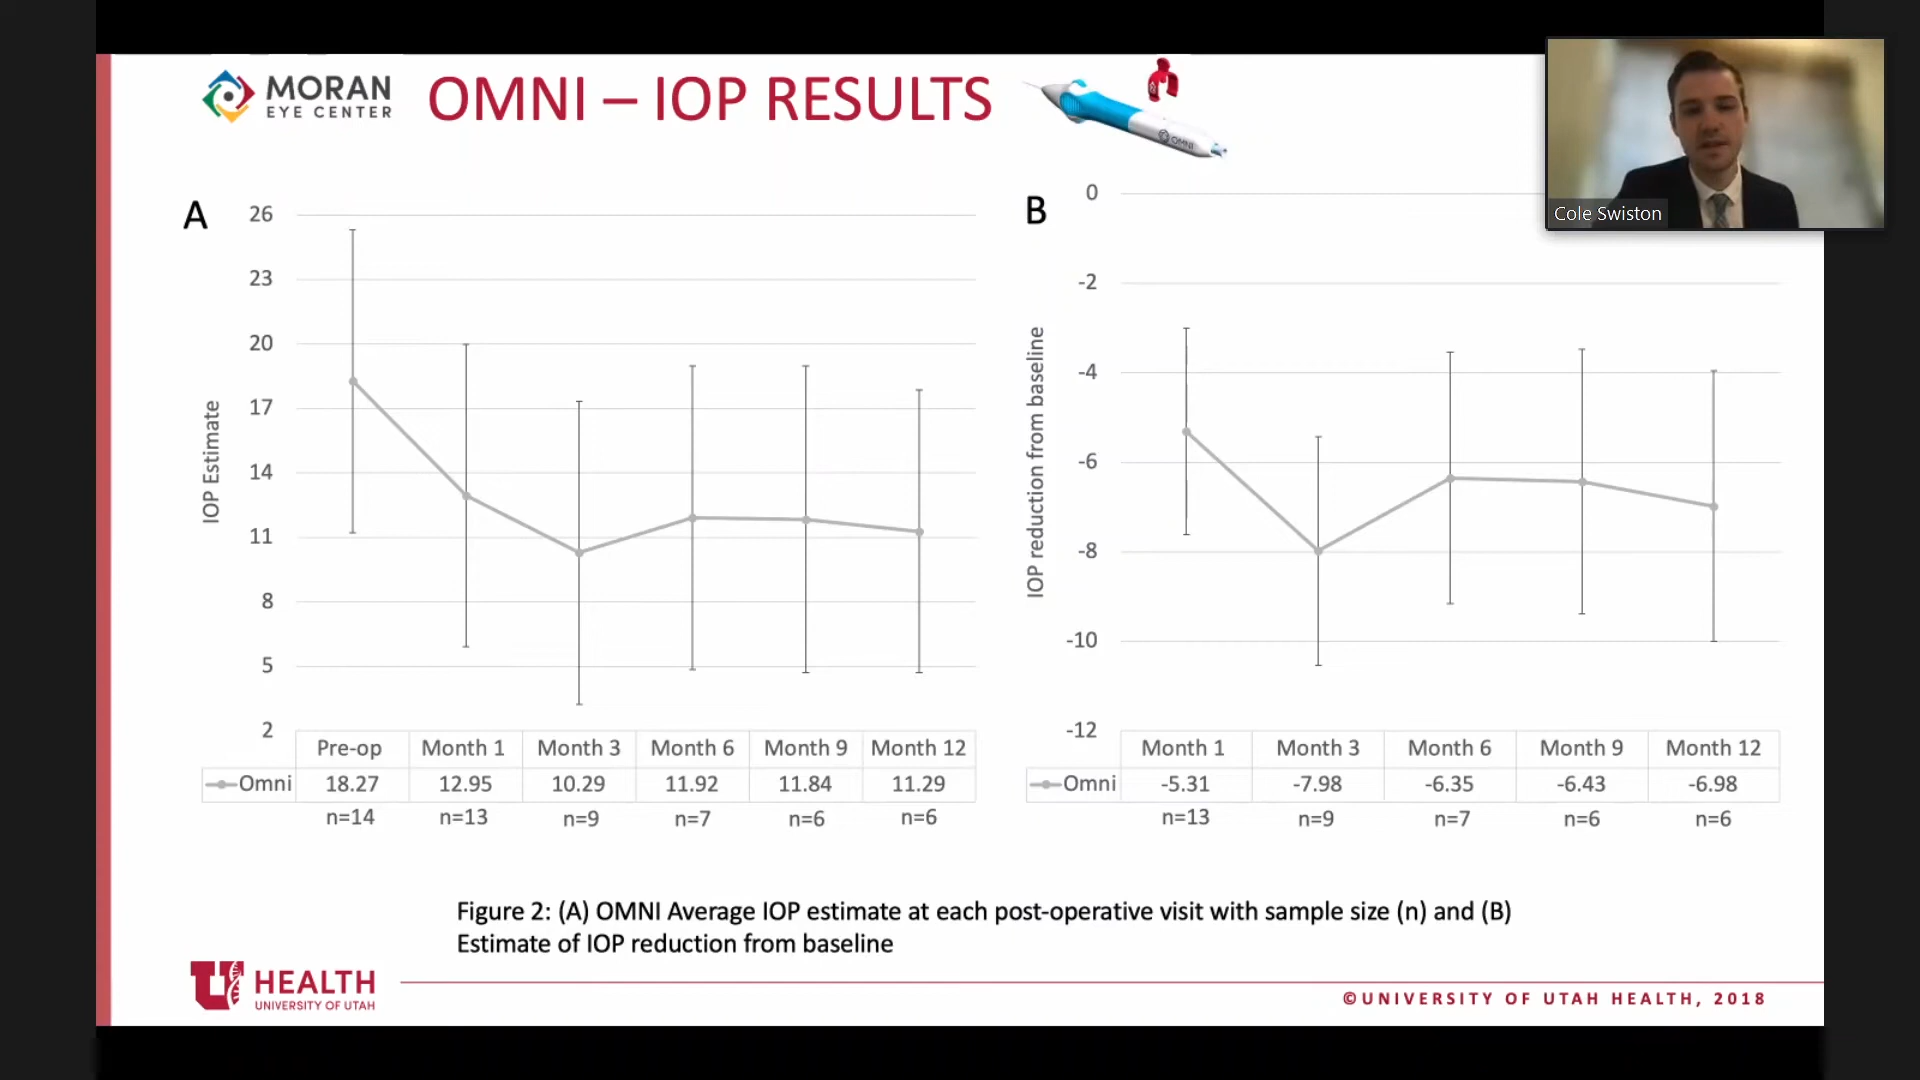 MORAN
EYE CENTER
OMNI – IOP RESULTS
OMNI
Cole Swiston
A
IOP Estimate
26
23
20
17
14
11
8
5
2
Pre-op Month 1 Month 3 Month 6 Month 9 Month 12
Omni 18.27 12.95 10.29 11.92 11.84 11.29
n=14 n=13 n=9 n=7 n=6 n=6
B
IOP reduction from baseline
0
-2
-4
-6
-8
-10
-12
Month 1 Month 3 Month 6 Month 9 Month 12
Omni -5.31 -7.98 -6.35 -6.43 -6.98
n=13 n=9 n=7 n=6 n=6
Figure 2: (A) OMNI Average IOP estimate at each post-operative visit with sample size (n) and (B)
Estimate of IOP reduction from baseline
U HEALTH
UNIVERSITY OF UTAH
©UNIVERSITY OF UTAH HEALTH, 2018